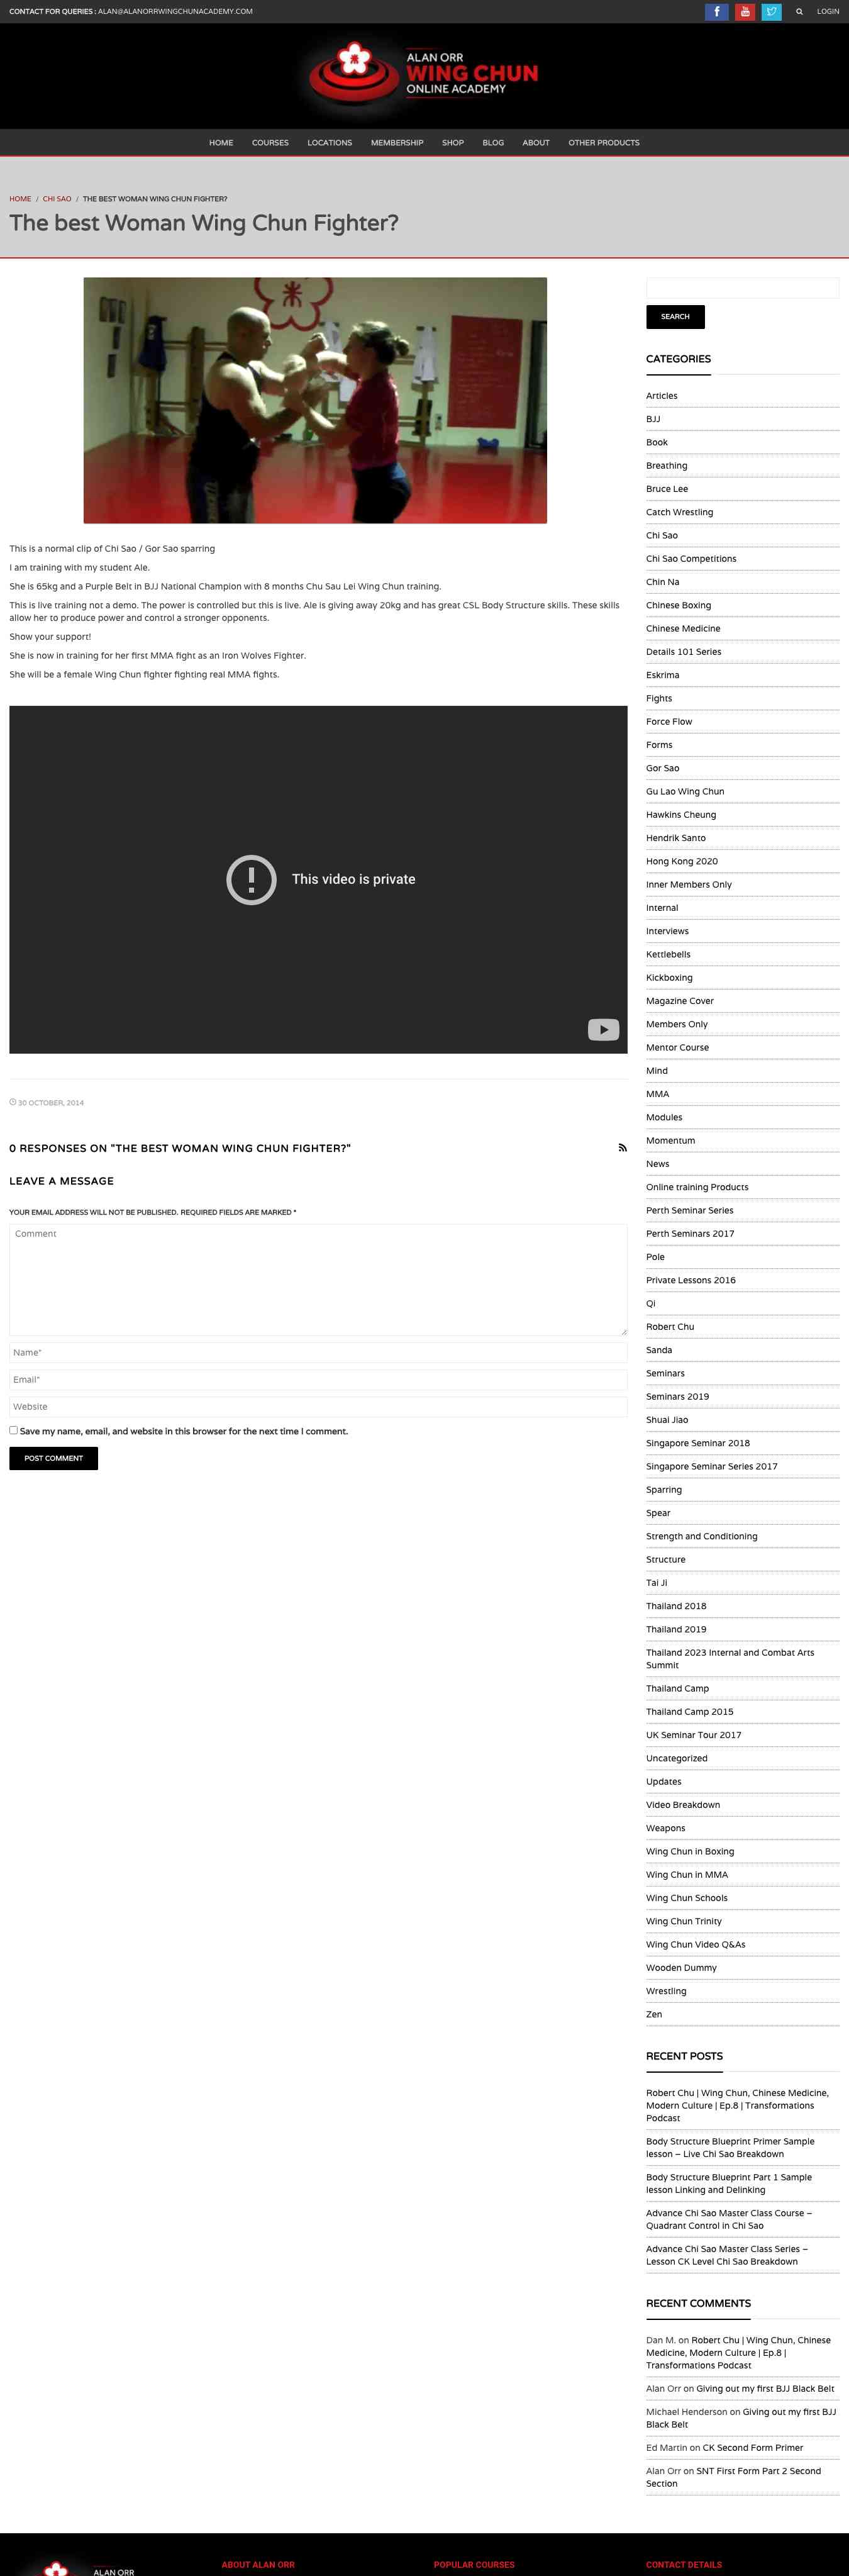 CONTACT FOR QUERIES : ALAN@ALANORRWINGCHUNACADEMY.COM
LOGIN
ALAN ORR
WING CHUN
ONLINE ACADEMY
HOME COURSES LOCATIONS MEMBERSHIP SHOP BLOG ABOUT OTHER PRODUCTS
HOME / CHI SAO / THE BEST WOMAN WING CHUN FIGHTER?
The best Woman Wing Chun Fighter?
This is a normal clip of Chi Sao / Gor Sao sparring
I am training with my student Ale.
She is 65kg and a Purple Belt in BJJ National Champion with 8 months Chu Sau Lei Wing Chun training.
This is live training not a demo. The power is controlled but this is live. Ale is giving away 20kg and has great CSL Body Structure skills. These skills
allow her to produce power and control a stronger opponents.
Show your support!
She is now in training for her first MMA fight as an Iron Wolves Fighter.
She will be a female Wing Chun fighter fighting real MMA fights.
This video is private
30 OCTOBER, 2014
0 RESPONSES ON "THE BEST WOMAN WING CHUN FIGHTER?"
LEAVE A MESSAGE
YOUR EMAIL ADDRESS WILL NOT BE PUBLISHED. REQUIRED FIELDS ARE MARKED *
Comment
Name*
Email*
Website
Save my name, email, and website in this browser for the next time I comment.
POST COMMENT
SEARCH
CATEGORIES
Articles
BJJ
Book
Breathing
Bruce Lee
Catch Wrestling
Chi Sao
Chi Sao Competitions
Chin Na
Chinese Boxing
Chinese Medicine
Details 101 Series
Eskrima
Fights
Force Flow
Forms
Gor Sao
Gu Lao Wing Chun
Hawkins Cheung
Hendrik Santo
Hong Kong 2020
Inner Members Only
Internal
Interviews
Kettlebells
Kickboxing
Magazine Cover
Members Only
Mentor Course
Mind
MMA
Modules
Momentum
News
Online training Products
Perth Seminar Series
Perth Seminars 2017
Pole
Private Lessons 2016
Qi
Robert Chu
Sanda
Seminars
Seminars 2019
Shuai Jiao
Singapore Seminar 2018
Singapore Seminar Series 2017
Sparring
Spear
Strength and Conditioning
Structure
Tai Ji
Thailand 2018
Thailand 2019
Thailand 2023 Internal and Combat Arts
Summit
Thailand Camp
Thailand Camp 2015
UK Seminar Tour 2017
Uncategorized
Updates
Video Breakdown
Weapons
Wing Chun in Boxing
Wing Chun in MMA
Wing Chun Schools
Wing Chun Trinity
Wing Chun Video Q&As
Wooden Dummy
Wrestling
Zen
RECENT POSTS
Robert Chu | Wing Chun, Chinese Medicine,
Modern Culture | Ep.8 | Transformations
Podcast
Body Structure Blueprint Primer Sample
lesson – Live Chi Sao Breakdown
Body Structure Blueprint Part 1 Sample
lesson Linking and Delinking
Advance Chi Sao Master Class Course –
Quadrant Control in Chi Sao
Advance Chi Sao Master Class Series –
Lesson CK Level Chi Sao Breakdown
RECENT COMMENTS
Dan M. on Robert Chu | Wing Chun, Chinese
Medicine, Modern Culture | Ep.8 |
Transformations Podcast
Alan Orr on Giving out my first BJJ Black Belt
Michael Henderson on Giving out my first BJJ
Black Belt
Ed Martin on CK Second Form Primer
Alan Orr on SNT First Form Part 2 Second
Section
ALAN ORR
ABOUT ALAN ORR
POPULAR COURSES
CONTACT DETAILS